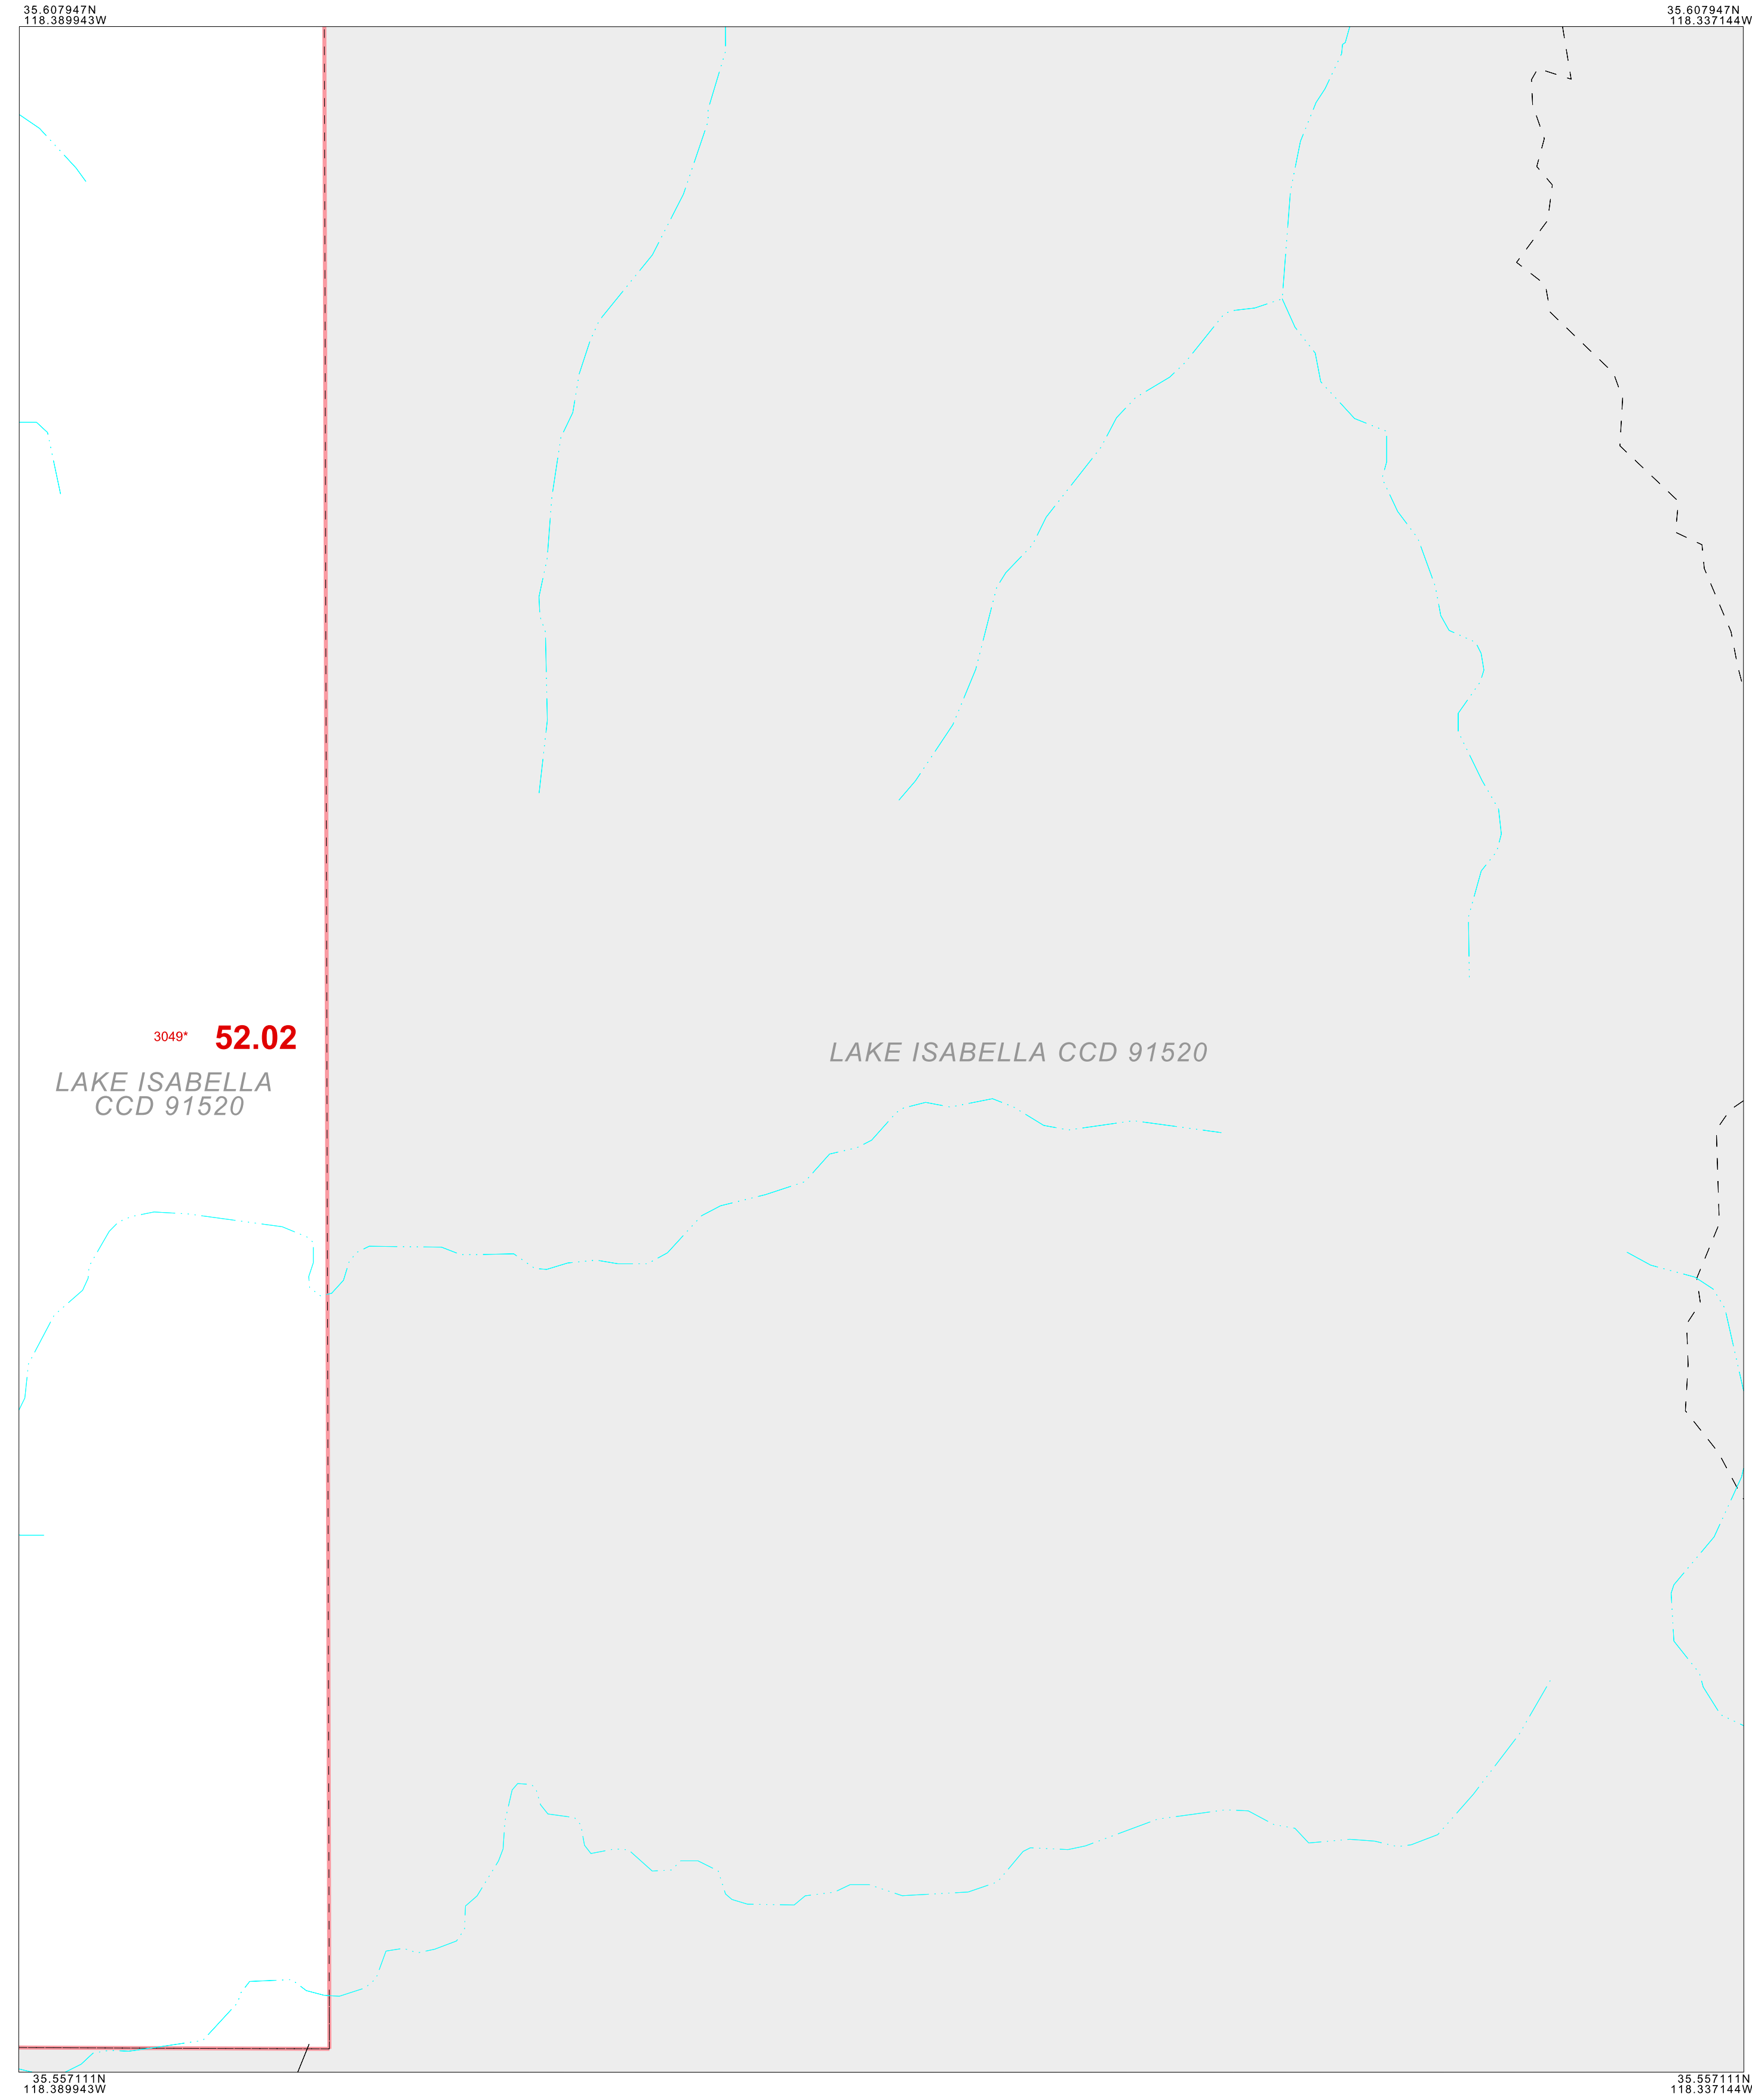 35.607947N
118.389943W
35.607947N
118.337144W
3049* 52.02
LAKE ISABELLA
CCD 91520
LAKE ISABELLA CCD 91520
35.557111N
118.389943W
35.557111N
118.337144W